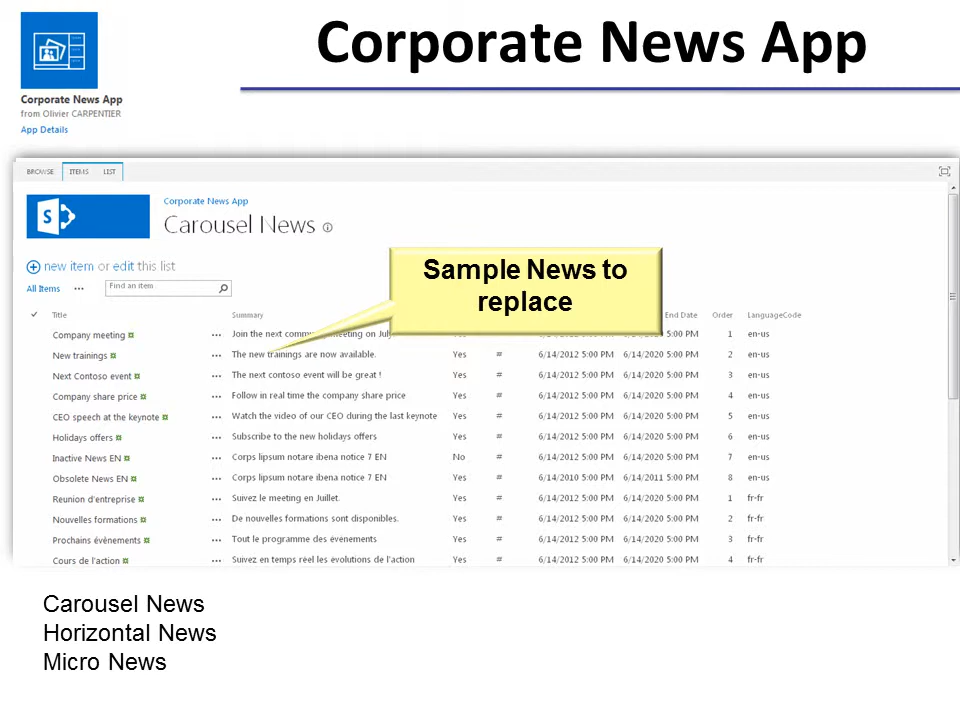 Corporate News App
Corporate News App
from Olivier CARPENTIER
App Details
BROWSE ITEMS LIST
S
Corporate News App
Carousel News
new item or edit this list
All Items ... Find an item
Sample News to
replace
✓ Title Summary End Date Order LanguageCode
Company meeting ... Join the next meeting on July Yes 6/14/2012 5:00 PM 6/14/2020 5:00 PM 1 en-us
New trainings ... The new trainings are now available. Yes # 6/14/2012 5:00 PM 6/14/2020 5:00 PM 2 en-us
Next Contoso event ... The next contoso event will be great ! Yes # 6/14/2012 5:00 PM 6/14/2020 5:00 PM 3 en-us
Company share price ... Follow in real time the company share price Yes # 6/14/2012 5:00 PM 6/14/2020 5:00 PM 4 en-us
CEO speech at the keynote ... Watch the video of our CEO during the last keynote Yes # 6/14/2012 5:00 PM 6/14/2020 5:00 PM 5 en-us
Holidays offers ... Subscribe to the new holidays offers Yes # 6/14/2012 5:00 PM 6/14/2020 5:00 PM 6 en-us
Inactive News EN ... Corps lipsum notare ibena notice 7 EN No # 6/14/2012 5:00 PM 6/14/2020 5:00 PM 7 en-us
Obsolete News EN ... Corps lipsum notare ibena notice 7 EN Yes # 6/14/2010 5:00 PM 6/14/2011 5:00 PM 8 en-us
Reunion d'entreprise ... Suivez le meeting en Juillet. Yes # 6/14/2012 5:00 PM 6/14/2020 5:00 PM 1 fr-fr
Nouvelles formations ... De nouvelles formations sont disponibles. Yes # 6/14/2012 5:00 PM 6/14/2020 5:00 PM 2 fr-fr
Prochains évènements ... Tout le programme des évenements Yes # 6/14/2012 5:00 PM 6/14/2020 5:00 PM 3 fr-fr
Cours de l'action ... Suivez en temps réel les evolutions de l'action Yes # 6/14/2012 5:00 PM 6/14/2020 5:00 PM 4 fr-fr
Carousel News
Horizontal News
Micro News